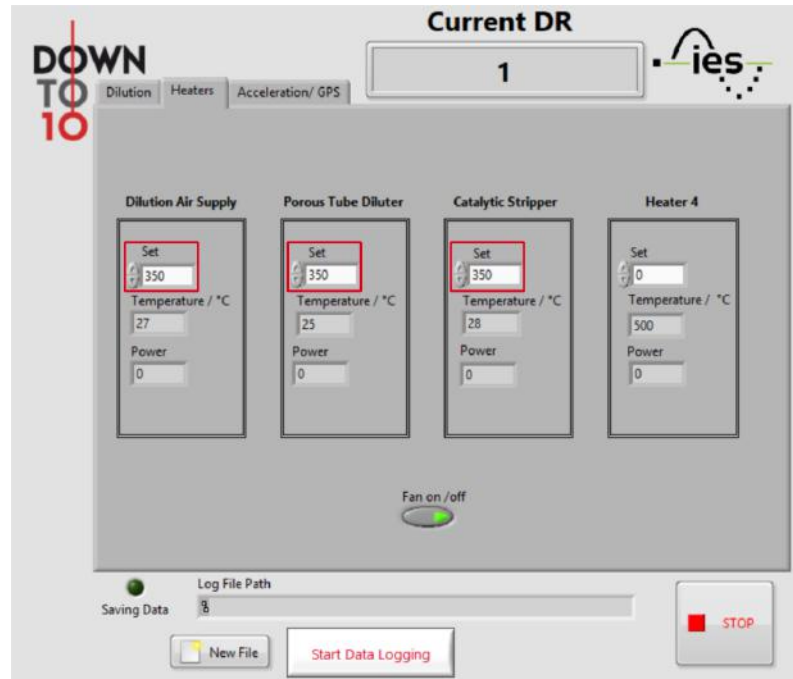 Current DR
1
DOWN
TO
10
ies
Dilution
Heaters
Acceleration/ GPS
Dilution Air Supply
Set
350
Temperature / °C
27
Power
0
Porous Tube Diluter
Set
350
Temperature / °C
25
Power
0
Catalytic Stripper
Set
350
Temperature / °C
28
Power
0
Heater 4
Set
0
Temperature / °C
500
Power
0
Fan on /off
Saving Data
Log File Path
%
New File
Start Data Logging
STOP